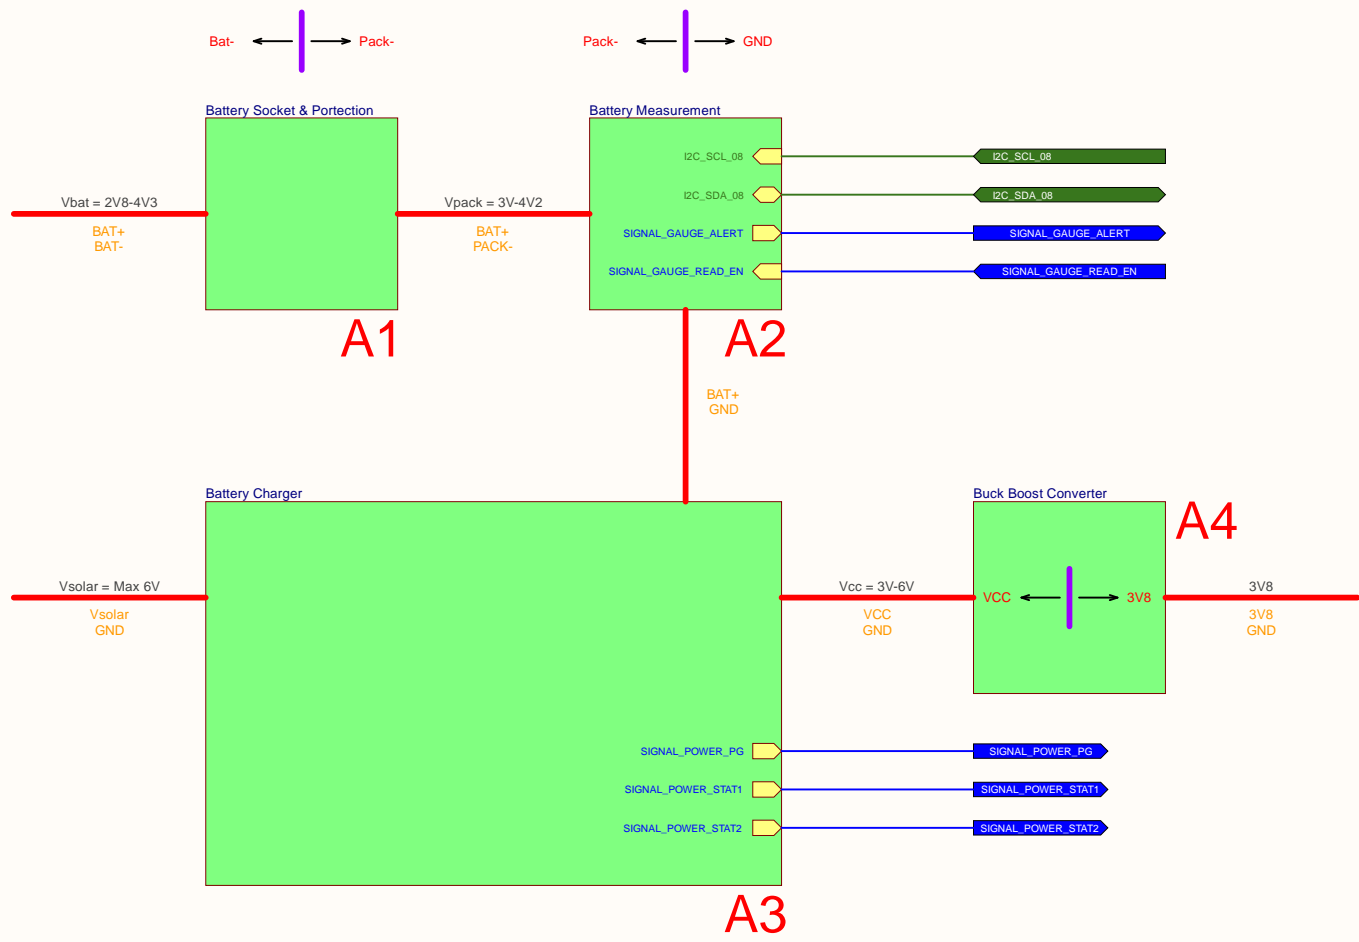 Bat-
Pack-
Pack-
GND
Battery Socket & Portection
Battery Measurement
I2C_SCL_08
I2C_SCL_08
I2C_SDA_08
I2C_SDA_08
Vbat = 2V8-4V3
Vpack = 3V-4V2
BAT+
BAT-
BAT+
PACK-
SIGNAL_GAUGE_ALERT
SIGNAL_GAUGE_ALERT
SIGNAL_GAUGE_READ_EN
SIGNAL_GAUGE_READ_EN
A1
A2
BAT+
GND
Battery Charger
Buck Boost Converter
A4
Vsolar = Max 6V
Vcc = 3V-6V
VCC
3V8
3V8
Vsolar
GND
VCC
GND
3V8
GND
SIGNAL_POWER_PG
SIGNAL_POWER_PG
SIGNAL_POWER_STAT1
SIGNAL_POWER_STAT1
SIGNAL_POWER_STAT2
SIGNAL_POWER_STAT2
A3